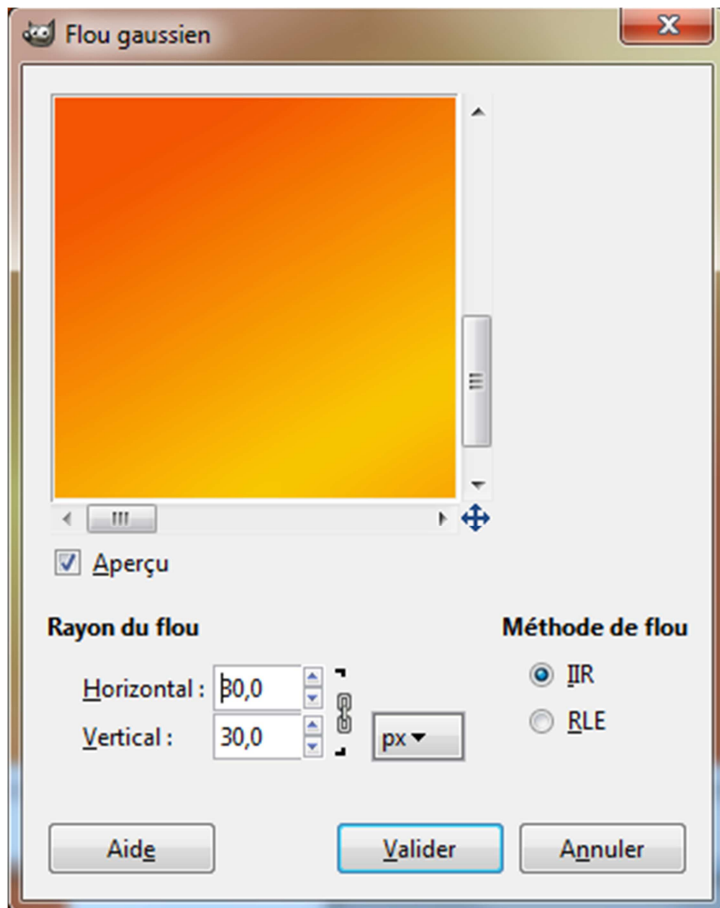 Flou gaussien
Aperçu
Rayon du flou
Méthode de flou
Horizontal : 30,0
IIR
Vertical : 30,0
px
RLE
Aide
Valider
Annuler